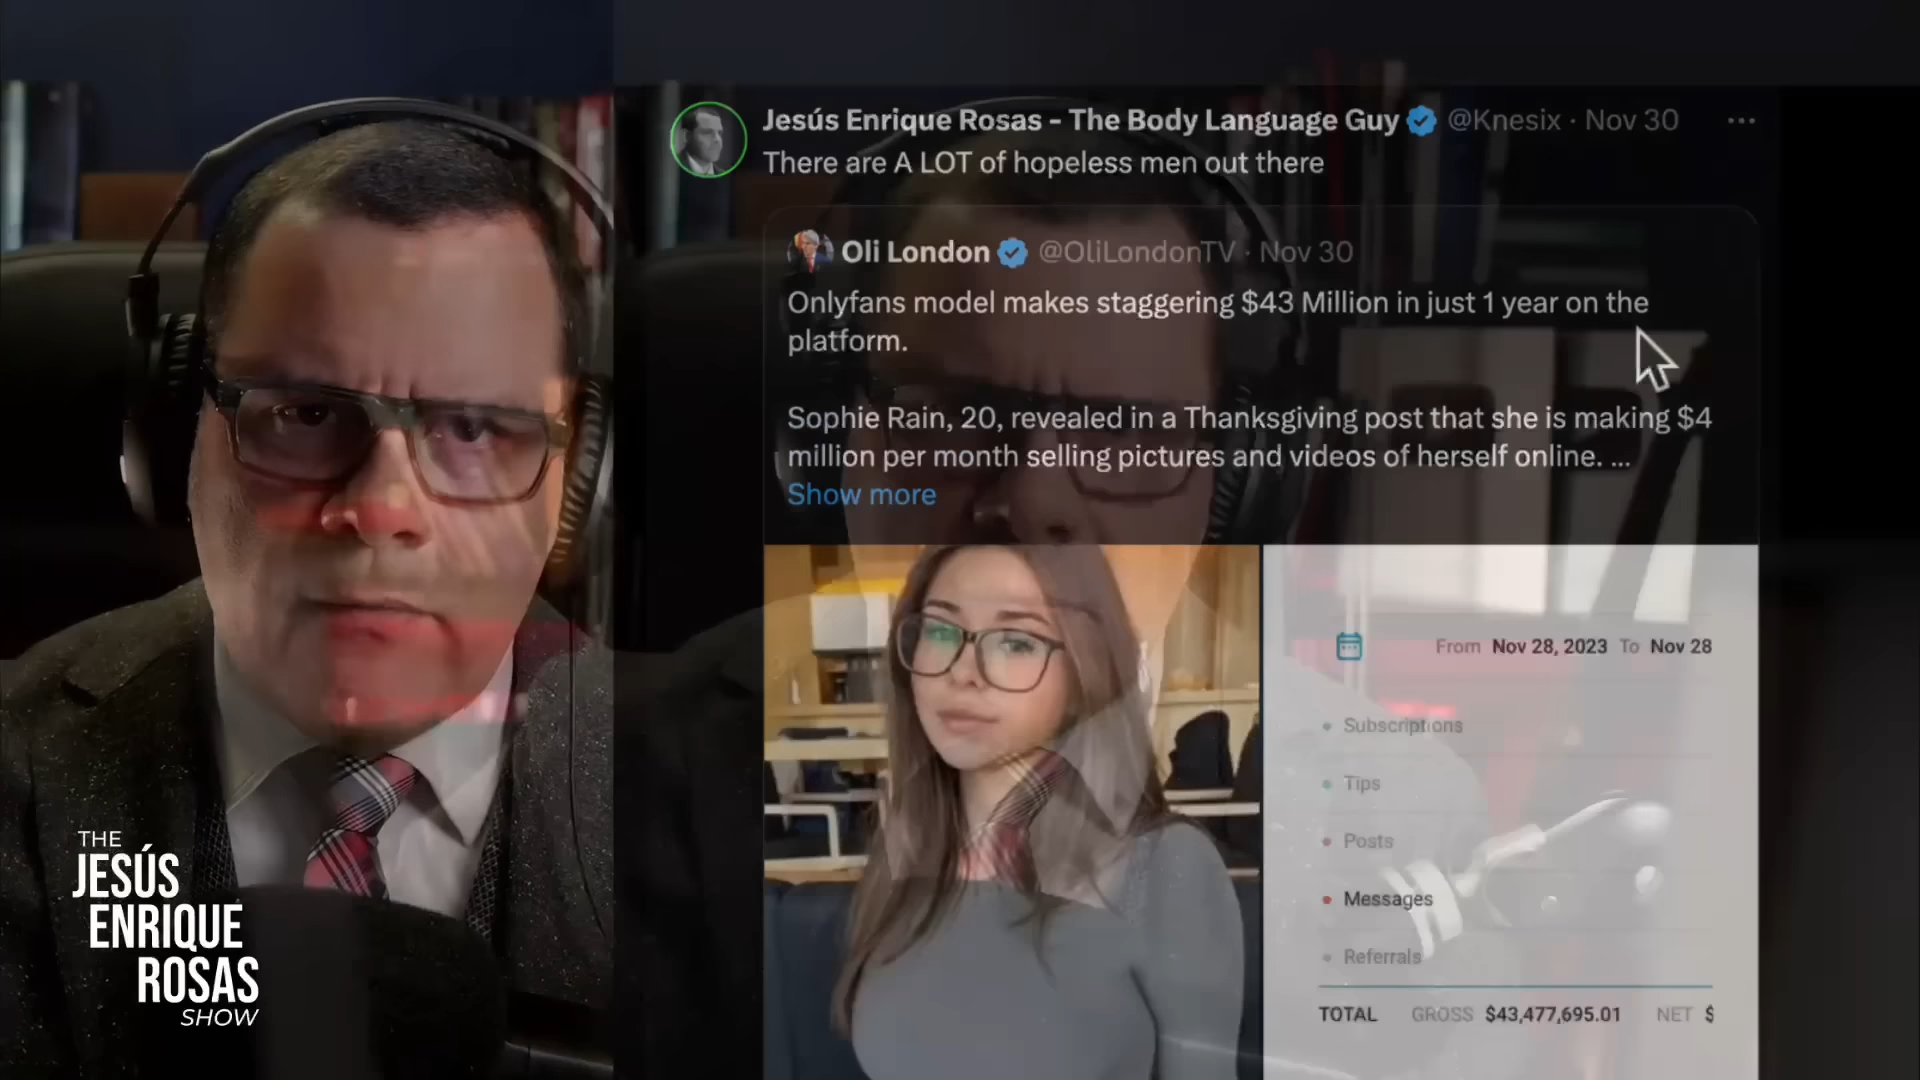 Jesús Enrique Rosas - The Body Language Guy @Knesix · Nov 30 ···
There are A LOT of hopeless men out there
Oli London @OliLondonTV · Nov 30
Onlyfans model makes staggering $43 Million in just 1 year on the
platform.
Sophie Rain, 20, revealed in a Thanksgiving post that she is making $4
million per month selling pictures and videos of herself online. ...
Show more
From Nov 28, 2023 To Nov 28
Subscriptions
Tips
Posts
Messages
Referrals
TOTAL GROSS $43,477,695.01 NET $
THE
JESÚS
ENRIQUE
ROSAS
SHOW